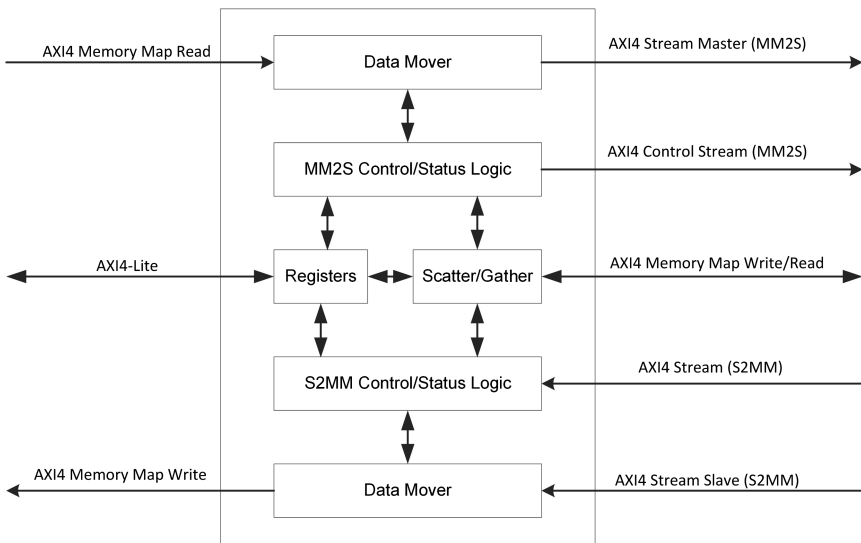 AXI4 Memory Map Read
Data Mover
AXI4 Stream Master (MM2S)
MM2S Control/Status Logic
AXI4 Control Stream (MM2S)
AXI4-Lite
Registers
Scatter/Gather
AXI4 Memory Map Write/Read
S2MM Control/Status Logic
AXI4 Stream (S2MM)
AXI4 Memory Map Write
Data Mover
AXI4 Stream Slave (S2MM)